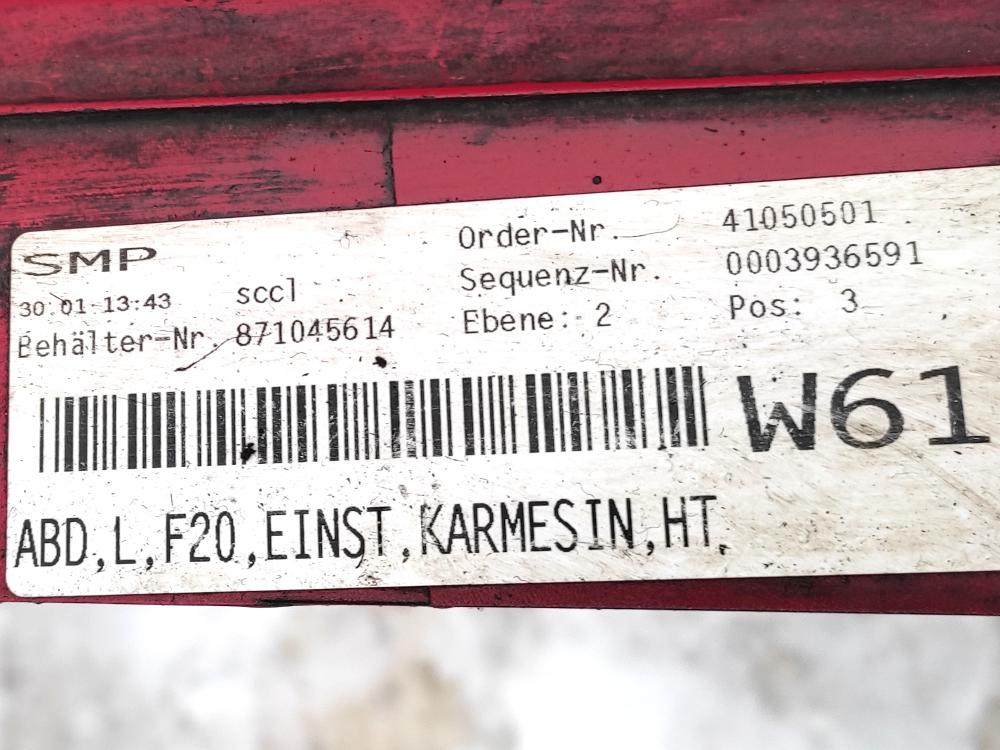 SMP
Order-Nr. 41050501
30.01 13:43 sccl
Sequenz-Nr. 0003936591
Behälter-Nr. 871045614
Ebene: 2 Pos: 3
W61
ABD,L,F20,EINST,KARMESIN,HT,